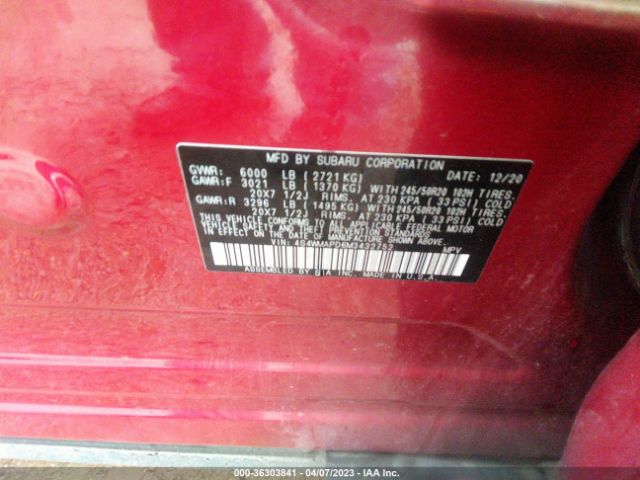 MFD BY SUBARU CORPORATION DATE: 12/20
GVWR: 6000 LB ( 2721 KG)
GAWR:F 3021 LB ( 1370 KG) WITH 245/50R20 102H TIRES.
20X7 1/2J RIMS. AT 230 KPA ( 33 PSI) COLD
GAWR:R 3296 LB ( 1495 KG) WITH 245/50R20 102H TIRES.
20X7 1/2J RIMS. AT 230 KPA ( 33 PSI) COLD
THIS VEHICLE CONFORMS TO ALL APPLICABLE FEDERAL MOTOR
VEHICLE SAFETY AND BUMPER STANDARDS
IN EFFECT ON THE DATE OF MANUFACTURE SHOWN ABOVE.
VIN: 4S4WMAPD6M3423753 MPV
ASSEMBLED BY S I A INC. MADE IN U.S.A.
000-36303841 - 04/07/2023 - IAA Inc.